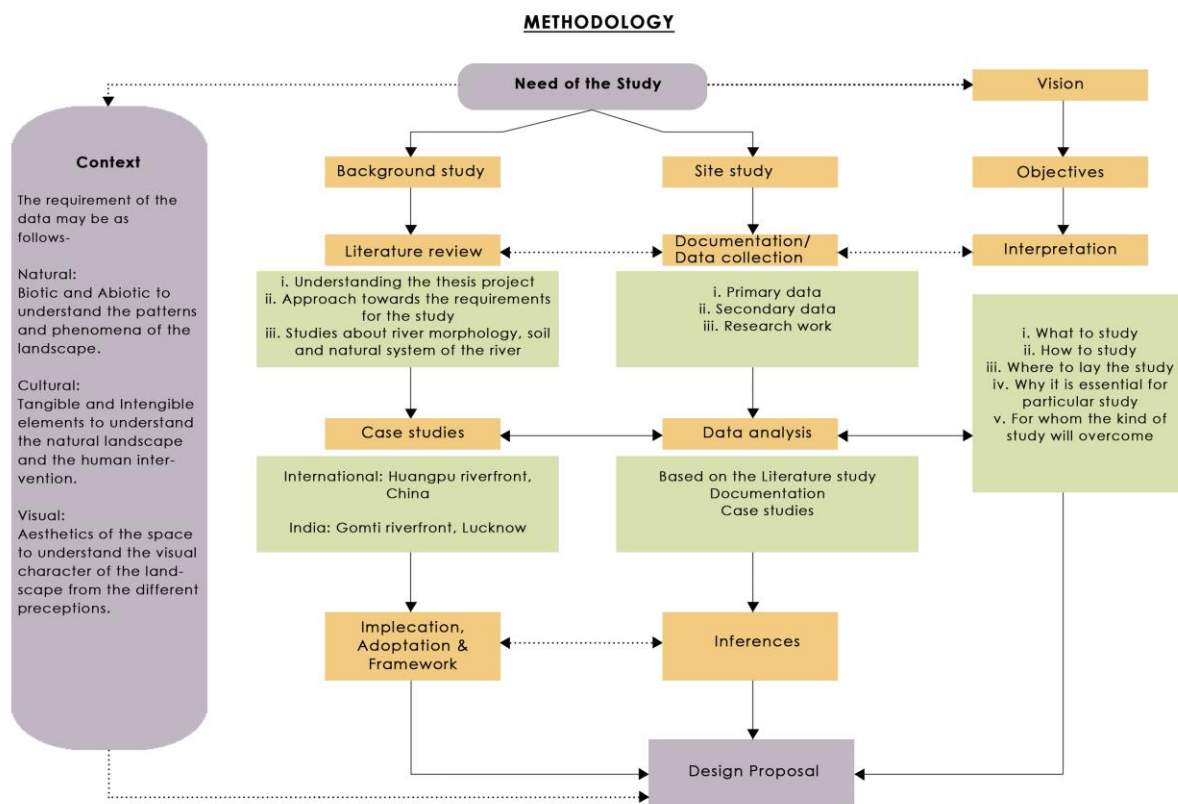 METHODOLOGY
Need of the Study
Vision
Context
The requirement of the
data may be as
follows-
Natural:
Biotic and Abiotic to
understand the patterns
and phenomena of the
landscape.
Cultural:
Tangible and Intengible
elements to understand
the natural landscape
and the human inter-
vention.
Visual:
Aesthetics of the space
to understand the visual
character of the land-
scape from the different
preceptions.
Background study
Site study
Objectives
Literature review
Documentation/
Data collection
Interpretation
i. Understanding the thesis project
ii. Approach towards the requirements
for the study
iii. Studies about river morphology, soil
and natural system of the river
i. Primary data
ii. Secondary data
iii. Research work
i. What to study
ii. How to study
iii. Where to lay the study
iv. Why it is essential for
particular study
v. For whom the kind of
study will overcome
Case studies
Data analysis
International: Huangpu riverfront,
China
India: Gomti riverfront, Lucknow
Based on the Literature study
Documentation
Case studies
Implecation,
Adoptation &
Framework
Inferences
Design Proposal